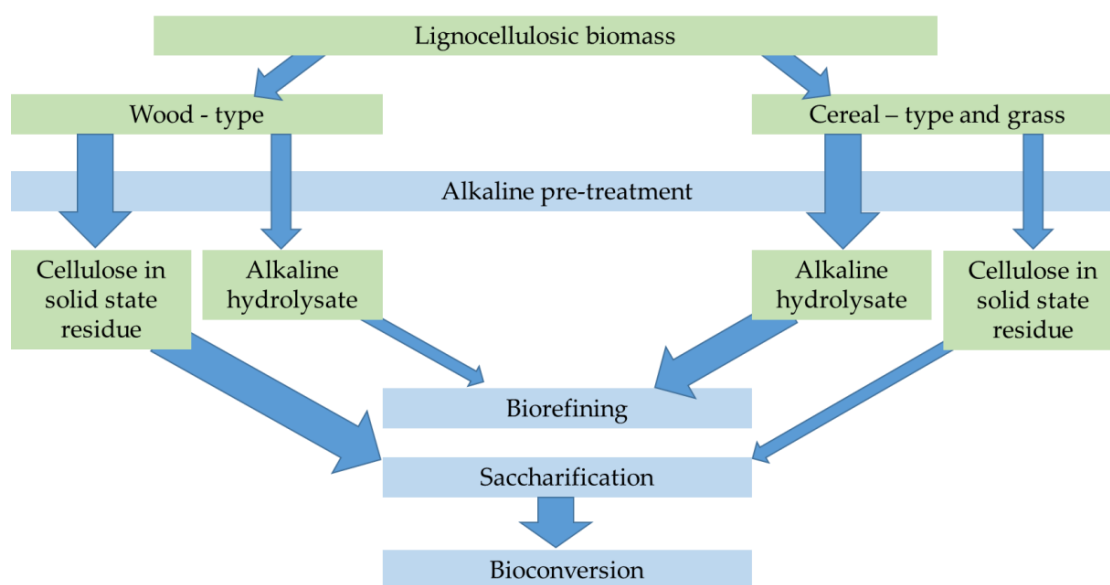 Lignocellulosic biomass
Wood - type
Cereal – type and grass
Alkaline pre-treatment
Cellulose in
solid state
residue
Alkaline
hydrolysate
Alkaline
hydrolysate
Cellulose in
solid state
residue
Biorefining
Saccharification
Bioconversion